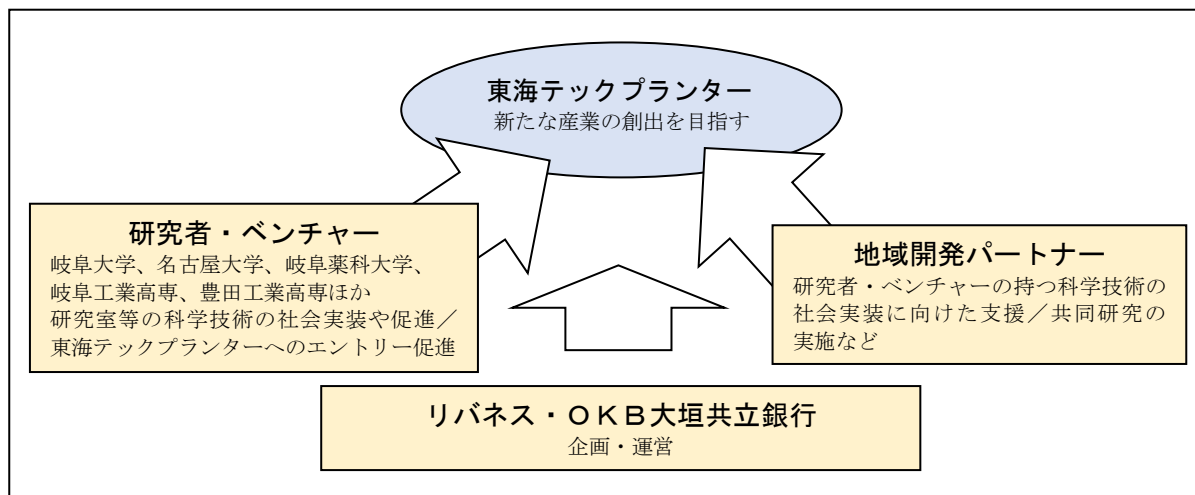 東海テックプランター
新たな産業の創出を目指す
研究者・ベンチャー
岐阜大学、名古屋大学、岐阜薬科大学、
岐阜工業高専、豊田工業高専ほか
研究室等の科学技術の社会実装や促進／
東海テックプランターへのエントリー促進
地域開発パートナー
研究者・ベンチャーの持つ科学技術の
社会実装に向けた支援／共同研究の
実施など
リバネス・ＯＫＢ大垣共立銀行
企画・運営